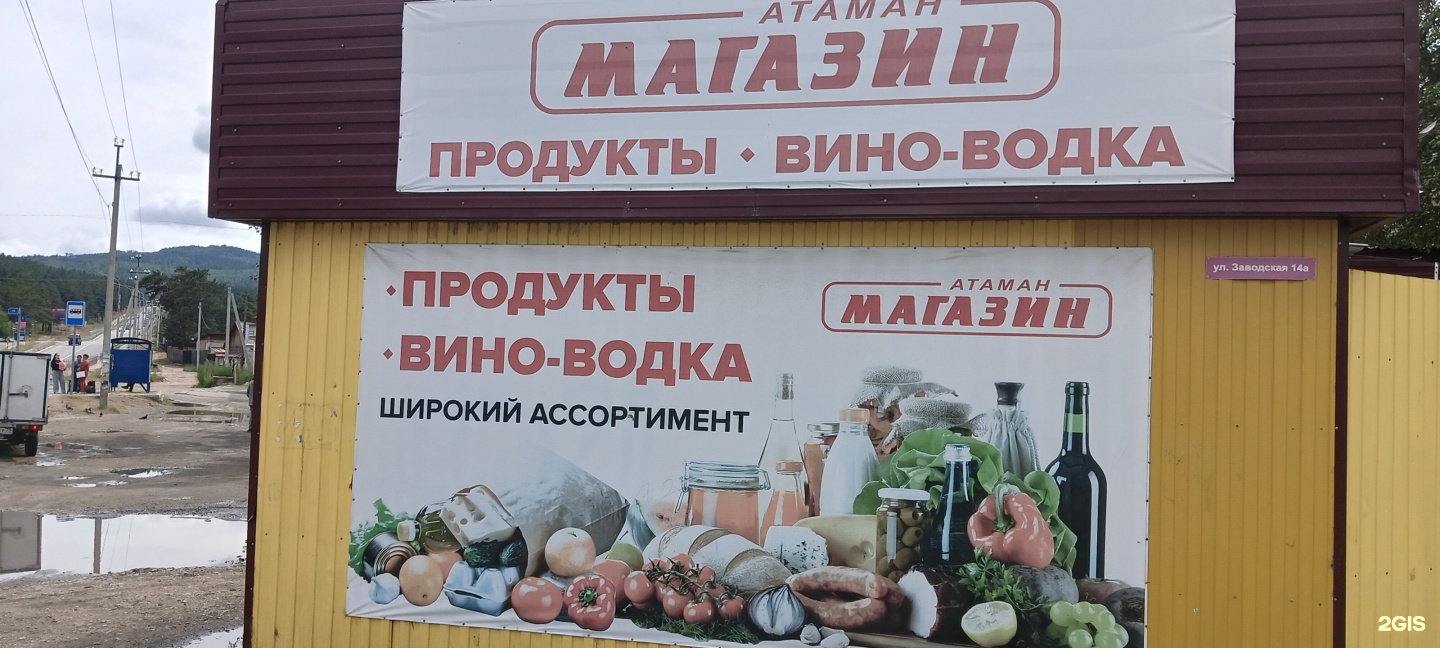 АТАМАН
МАГАЗИН
ПРОДУКТЫ • ВИНО-ВОДКА
•ПРОДУКТЫ
•ВИНО-ВОДКА
ШИРОКИЙ АССОРТИМЕНТ
АТАМАН
МАГАЗИН
ул. Заводская 14а
2GIS